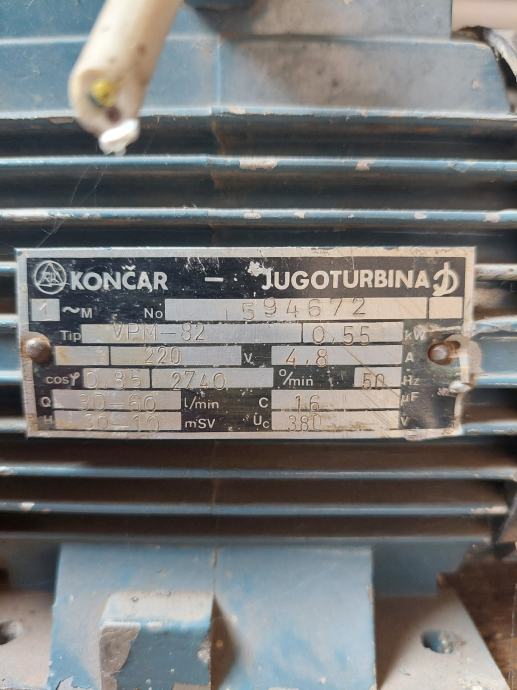 KONČAR - JUGOTURBINA
1 ~M No 594672
Tip VPM-82 0,55 kW
220 V 4,8 A
cosφ 0,85 2740 °/min 50 Hz
Q 30-60 l/min C 16 µF
H 30-10 mSV Uc 380 V